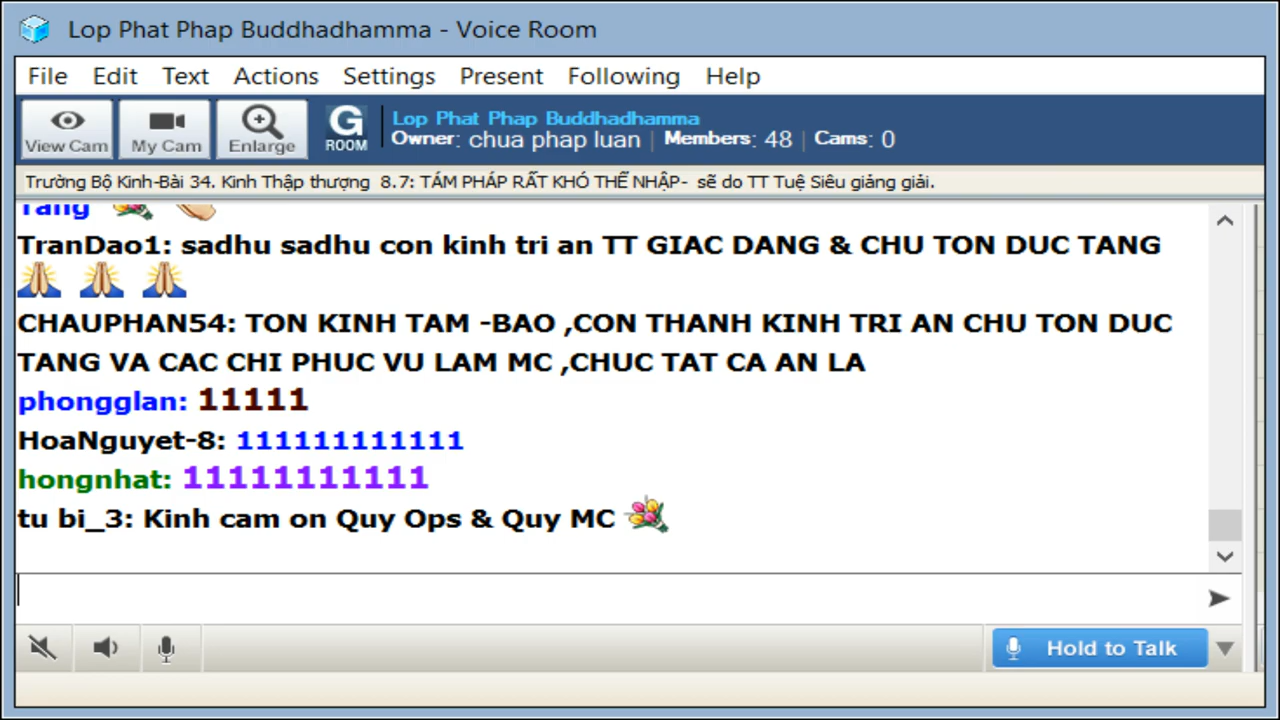 Lop Phat Phap Buddhadhamma - Voice Room
File Edit Text Actions Settings Present Following Help
View Cam My Cam Enlarge G ROOM Lop Phat Phap Buddhadhamma
Owner: chua phap luan | Members: 48 | Cams: 0
Trường Bộ Kinh-Bài 34. Kinh Thập thượng 8.7: TÁM PHÁP RẤT KHÓ THỂ NHẬP- sẽ do TT Tuệ Siêu giảng giải.
Tang
TranDao1: sadhu sadhu con kinh tri an TT GIAC DANG & CHU TON DUC TANG
CHAUPHAN54: TON KINH TAM -BAO ,CON THANH KINH TRI AN CHU TON DUC
TANG VA CAC CHI PHUC VU LAM MC ,CHUC TAT CA AN LA
phongglan: 11111
HoaNguyet-8: 111111111111
hongnhat: 11111111111
tu bi_3: Kinh cam on Quy Ops & Quy MC
Hold to Talk